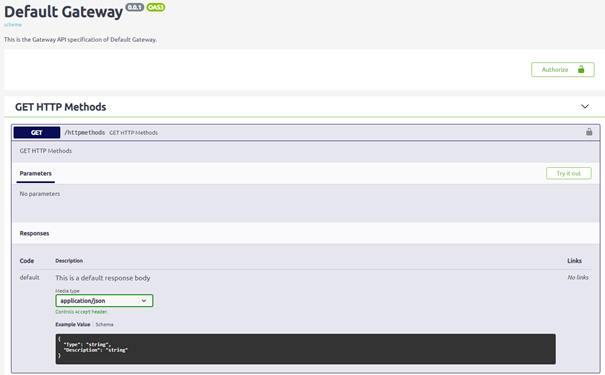 Default Gateway 0.0.1 OAS3
schema
This is the Gateway API specification of Default Gateway.
Authorize
GET HTTP Methods
GET /httpmethods GET HTTP Methods
GET HTTP Methods
Parameters Try it out
No parameters
Responses
Code Description Links
default This is a default response body No links
Media type
application/json
Controls Accept header.
Example Value Schema
{
"Type": "string",
"Description": "string"
}